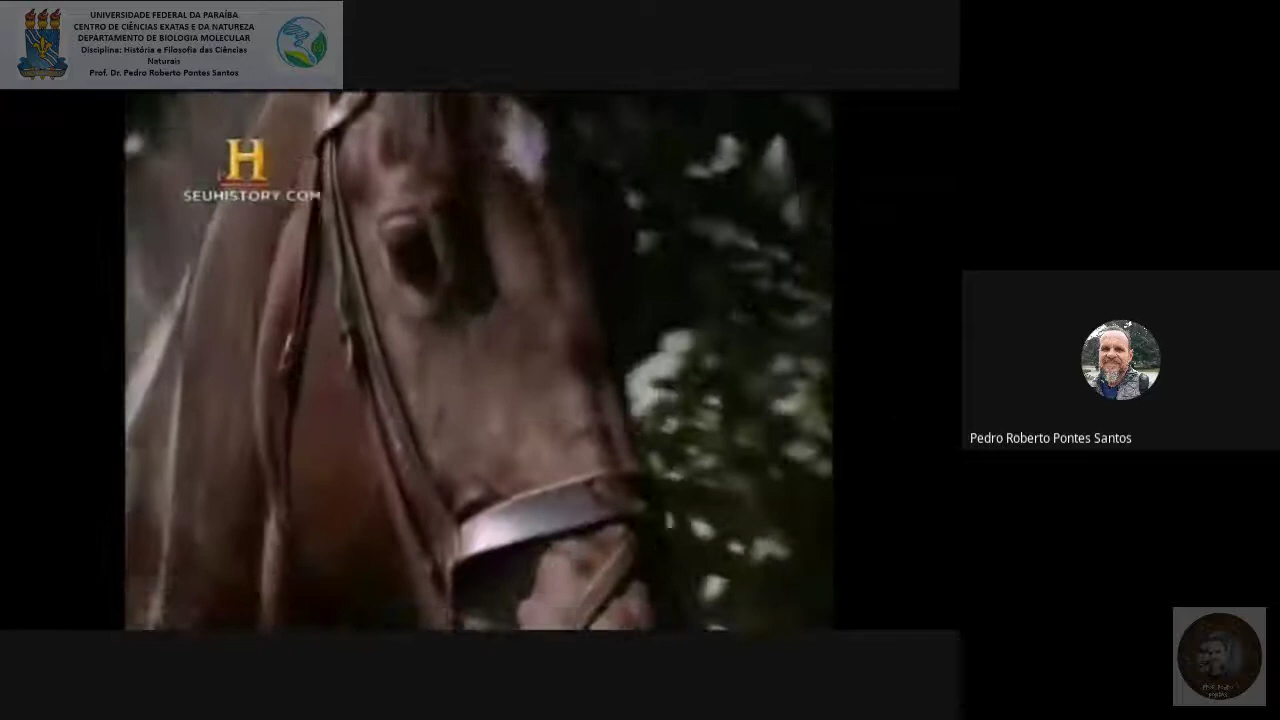 UNIVERSIDADE FEDERAL DA PARAÍBA
CENTRO DE CIÊNCIAS EXATAS E DA NATUREZA
DEPARTAMENTO DE BIOLOGIA MOLECULAR
Disciplina: História e Filosofia das Ciências
Naturais
Prof. Dr. Pedro Roberto Pontes Santos
H
SEUHISTORY.COM
Pedro Roberto Pontes Santos